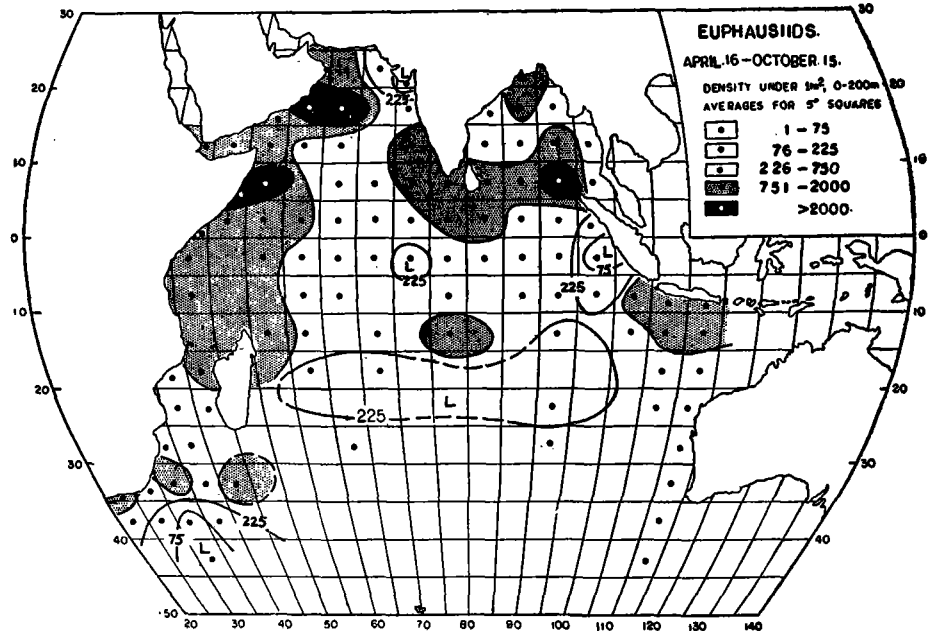 30
30
EUPHAUSIIDS.
APRIL.16-OCTOBER.15.
DENSITY UNDER 1m², 0-200m
AVERAGES FOR 5° SQUARES
.1-75
76-225
226-750
751-2000
>2000.
20
20
L
225
10
10
0
0
L
225
L
75
225
10
10
20
20
L
225
30
30
225
75
L
40
40
50
20 30 40 50 60 70 80 90 100 110 120 130 140